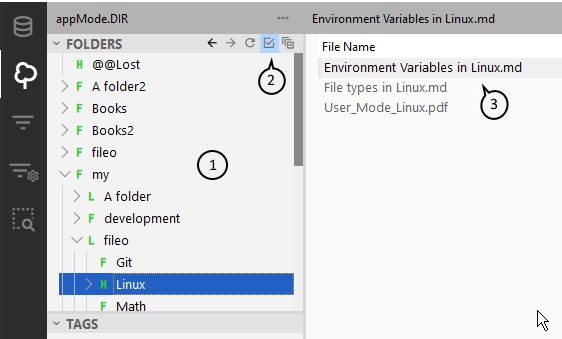 appMode.DIR
FOLDERS
2
H @@Lost
F A folder2
F Books
F Books2
F fileo
F my
1
L A folder
F development
L fileo
F Git
H Linux
F Math
TAGS
Environment Variables in Linux.md
File Name
Environment Variables in Linux.md
3
File types in Linux.md
User_Mode_Linux.pdf